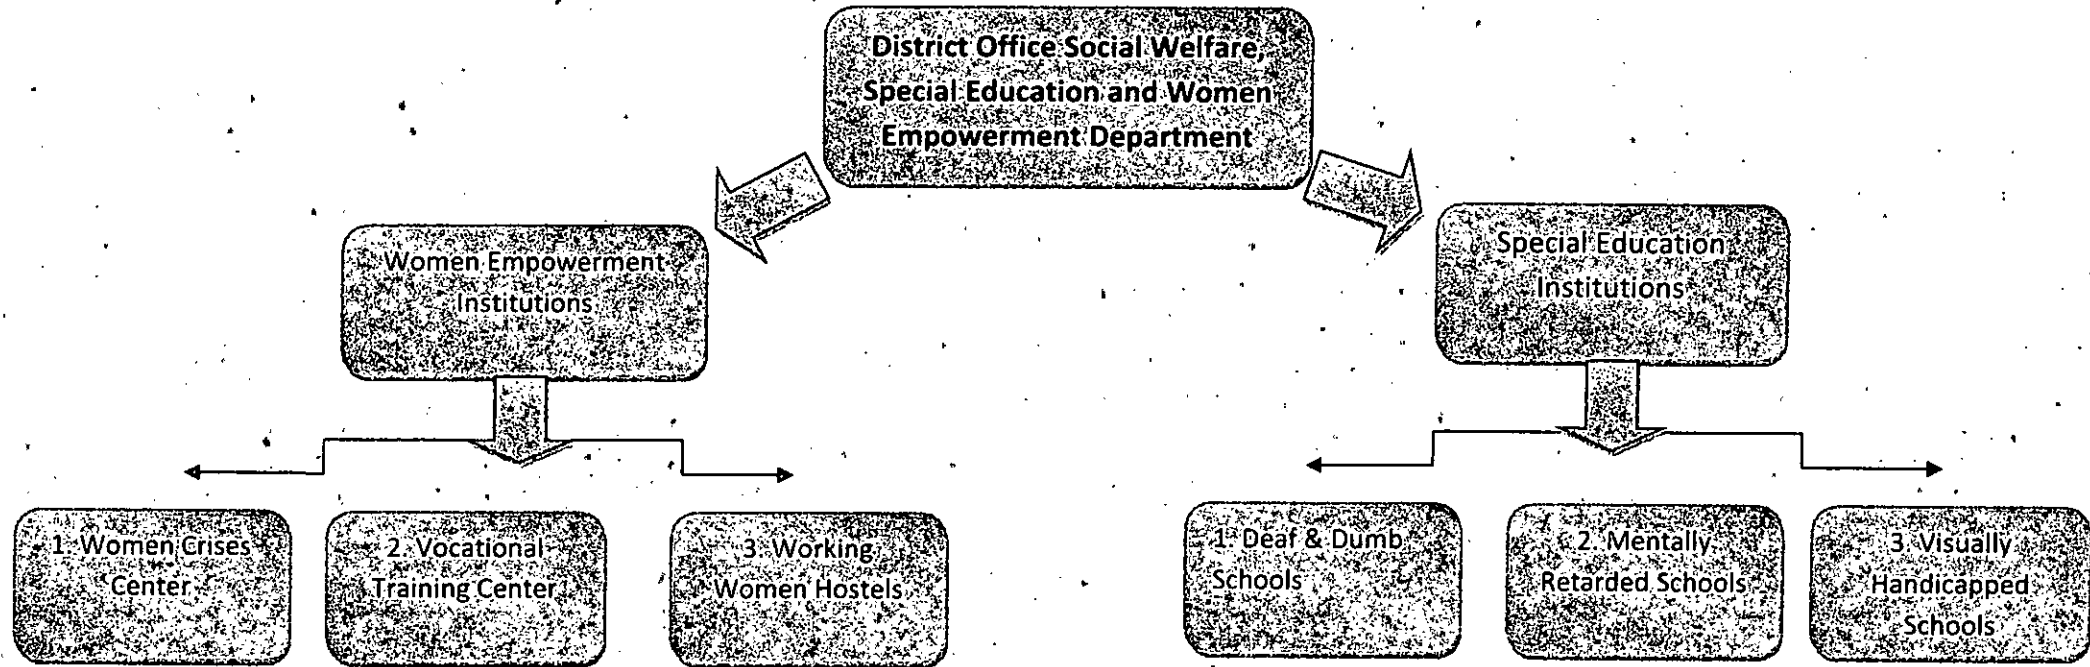 District Office Social Welfare,
Special Education and Women
Empowerment Department
Women Empowerment
Institutions
Special Education
Institutions
1. Women Crises
Center
2. Vocational
Training Center
3. Working
Women Hostels
1. Deaf & Dumb
Schools
2. Mentally
Retarded Schools
3. Visually
Handicapped
Schools